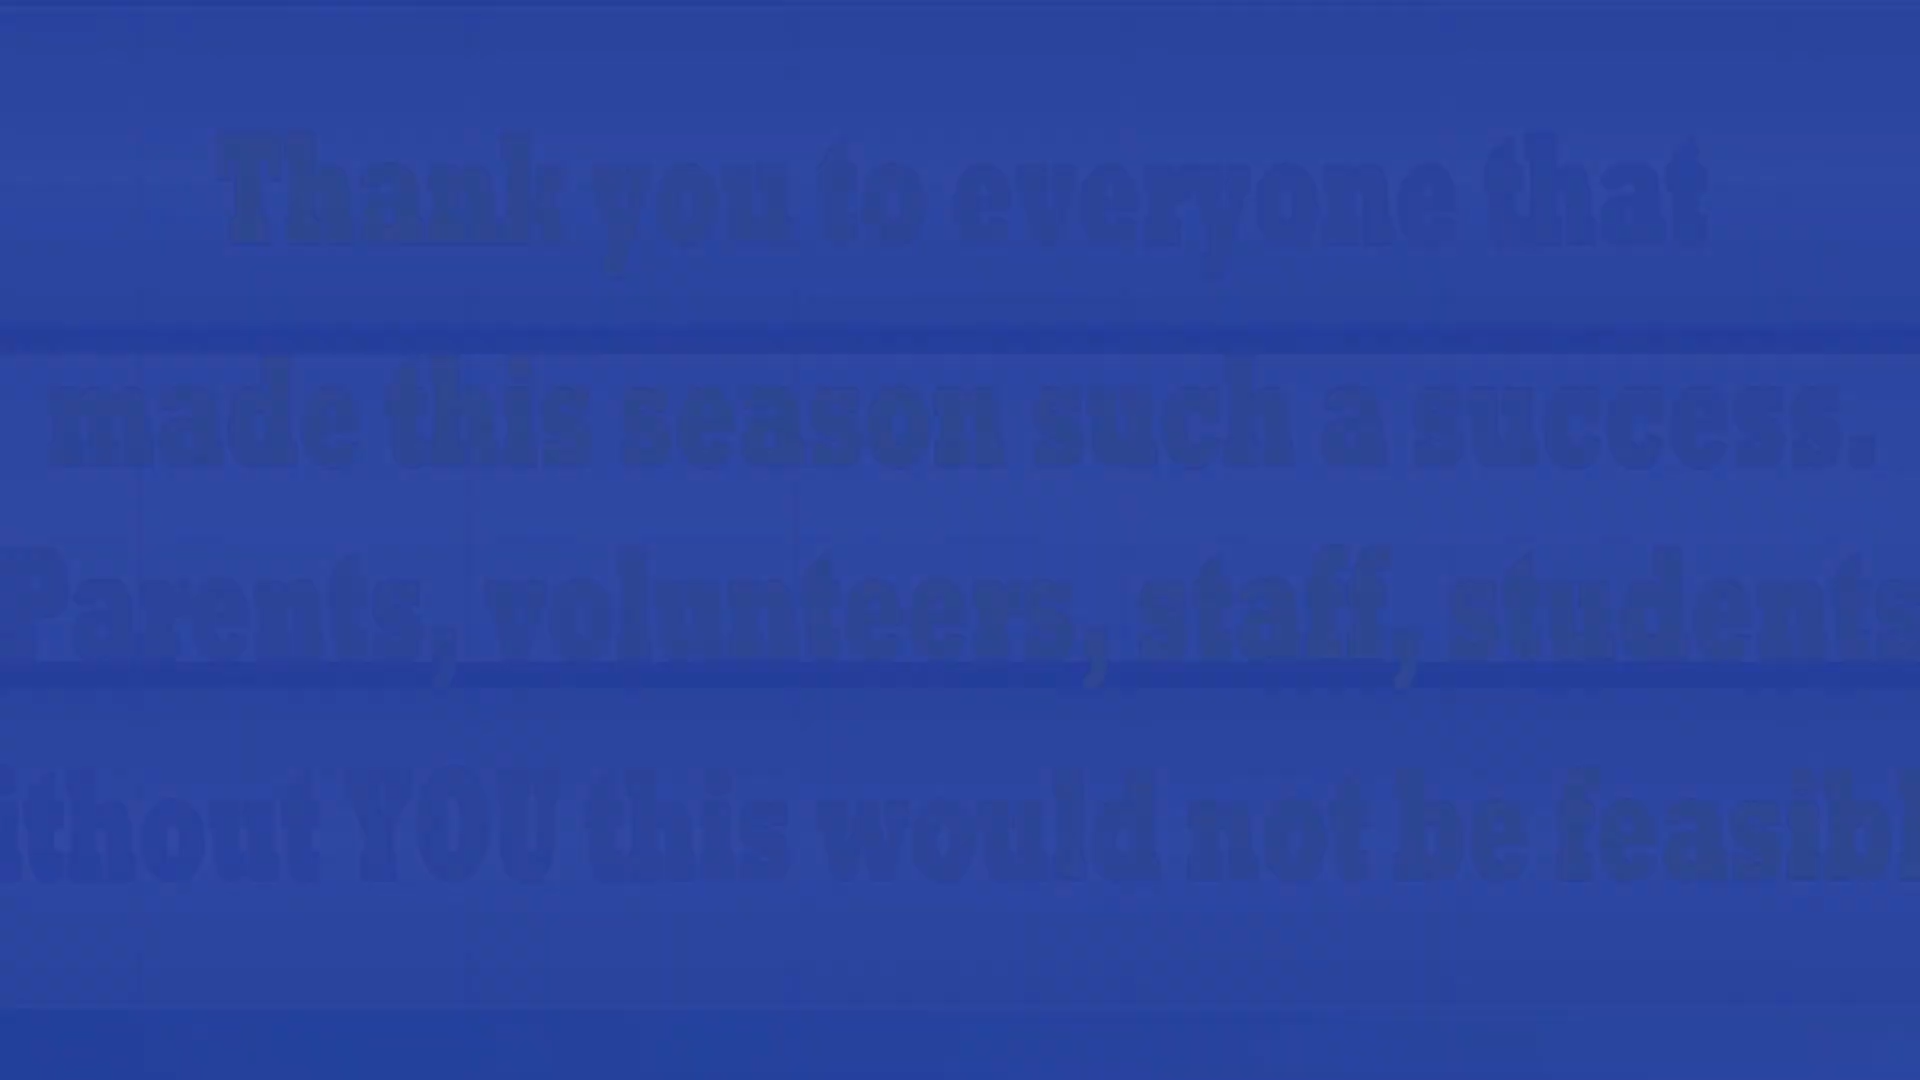 Thank you to everyone that
made this season such a success.
Parents, volunteers, staff, students
ithout YOU this would not be feasibl